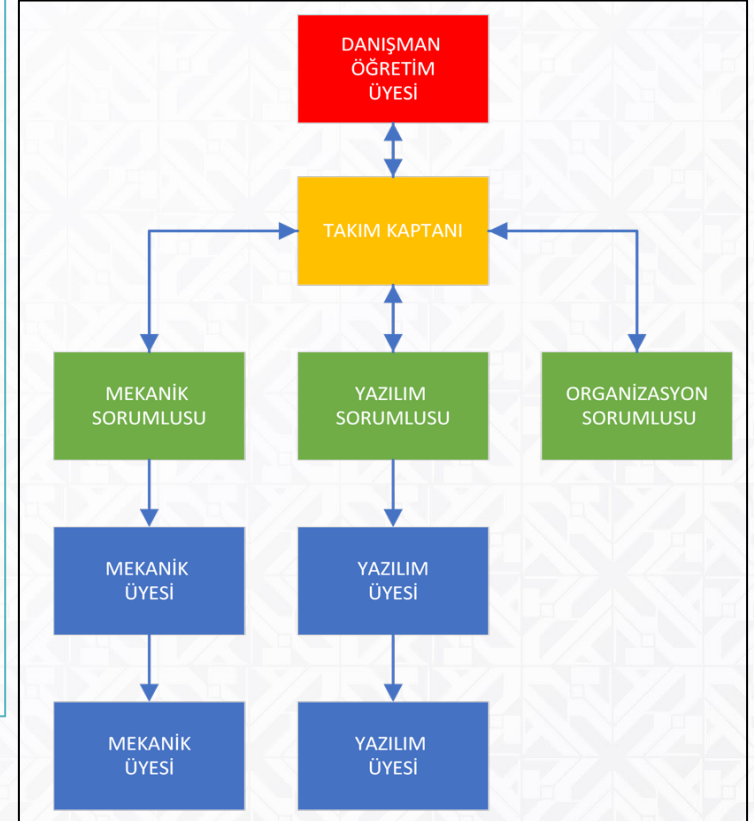 DANIŞMAN
ÖĞRETİM
ÜYESİ
TAKIM KAPTANI
MEKANİK
SORUMLUSU
YAZILIM
SORUMLUSU
ORGANİZASYON
SORUMLUSU
MEKANİK
ÜYESİ
YAZILIM
ÜYESİ
MEKANİK
ÜYESİ
YAZILIM
ÜYESİ